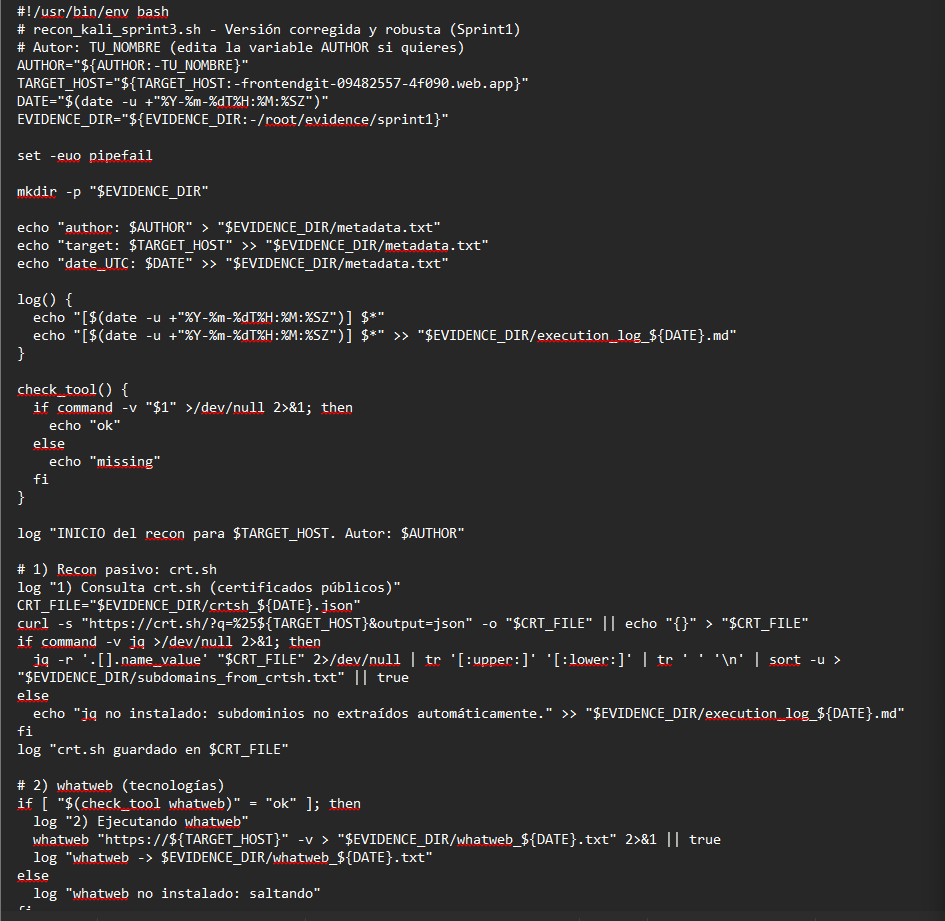 #!/usr/bin/env bash
# recon_kali_sprint3.sh - Versión corregida y robusta (Sprint1)
# Autor: TU_NOMBRE (edita la variable AUTHOR si quieres)
AUTHOR="${AUTHOR:-TU_NOMBRE}"
TARGET_HOST="${TARGET_HOST:-frontendgit-09482557-4f090.web.app}"
DATE="$(date -u +"%Y-%m-%dT%H:%M:%SZ")"
EVIDENCE_DIR="${EVIDENCE_DIR:-/root/evidence/sprint1}"

set -euo pipefail

mkdir -p "$EVIDENCE_DIR"

echo "author: $AUTHOR" > "$EVIDENCE_DIR/metadata.txt"
echo "target: $TARGET_HOST" >> "$EVIDENCE_DIR/metadata.txt"
echo "date_UTC: $DATE" >> "$EVIDENCE_DIR/metadata.txt"

log() {
  echo "[$(date -u +"%Y-%m-%dT%H:%M:%SZ")] $*"
  echo "[$(date -u +"%Y-%m-%dT%H:%M:%SZ")] $*" >> "$EVIDENCE_DIR/execution_log_${DATE}.md"
}

check_tool() {
  if command -v "$1" >/dev/null 2>&1; then
    echo "ok"
  else
    echo "missing"
  fi
}

log "INICIO del recon para $TARGET_HOST. Autor: $AUTHOR"

# 1) Recon pasivo: crt.sh
log "1) Consulta crt.sh (certificados públicos)"
CRT_FILE="$EVIDENCE_DIR/crtsh_${DATE}.json"
curl -s "https://crt.sh/?q=%25${TARGET_HOST}&output=json" -o "$CRT_FILE" || echo "{}" > "$CRT_FILE"
if command -v jq >/dev/null 2>&1; then
  jq -r '.[].name_value' "$CRT_FILE" 2>/dev/null | tr '[:upper:]' '[:lower:]' | tr ' ' '\n' | sort -u >
"$EVIDENCE_DIR/subdomains_from_crtsh.txt" || true
else
  echo "jq no instalado: subdominios no extraídos automáticamente." >> "$EVIDENCE_DIR/execution_log_${DATE}.md"
fi
log "crt.sh guardado en $CRT_FILE"

# 2) whatweb (tecnologías)
if [ "$(check_tool whatweb)" = "ok" ]; then
  log "2) Ejecutando whatweb"
  whatweb "https://${TARGET_HOST}" -v > "$EVIDENCE_DIR/whatweb_${DATE}.txt" 2>&1 || true
  log "whatweb -> $EVIDENCE_DIR/whatweb_${DATE}.txt"
else
  log "whatweb no instalado: saltando"